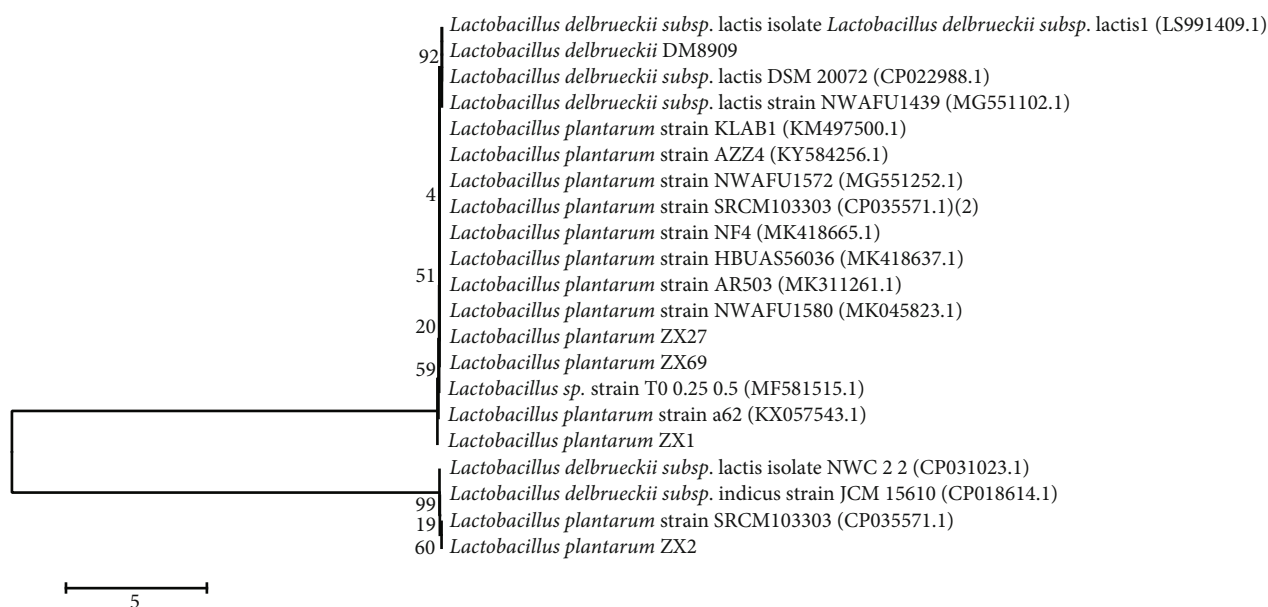 Lactobacillus delbrueckii subsp. lactis isolate Lactobacillus delbrueckii subsp. lactis1 (LS991409.1)
92
Lactobacillus delbrueckii DM8909
Lactobacillus delbrueckii subsp. lactis DSM 20072 (CP022988.1)
Lactobacillus delbrueckii subsp. lactis strain NWAFU1439 (MG551102.1)
Lactobacillus plantarum strain KLAB1 (KM497500.1)
Lactobacillus plantarum strain AZZ4 (KY584256.1)
Lactobacillus plantarum strain NWAFU1572 (MG551252.1)
4
Lactobacillus plantarum strain SRCM103303 (CP035571.1)(2)
Lactobacillus plantarum strain NF4 (MK418665.1)
Lactobacillus plantarum strain HBUAS56036 (MK418637.1)
51
Lactobacillus plantarum strain AR503 (MK311261.1)
Lactobacillus plantarum strain NWAFU1580 (MK045823.1)
20
Lactobacillus plantarum ZX27
Lactobacillus plantarum ZX69
59
Lactobacillus sp. strain T0 0.25 0.5 (MF581515.1)
Lactobacillus plantarum strain a62 (KX057543.1)
Lactobacillus plantarum ZX1
Lactobacillus delbrueckii subsp. lactis isolate NWC 2 2 (CP031023.1)
Lactobacillus delbrueckii subsp. indicus strain JCM 15610 (CP018614.1)
99
Lactobacillus plantarum strain SRCM103303 (CP035571.1)
19
Lactobacillus plantarum ZX2
60
5